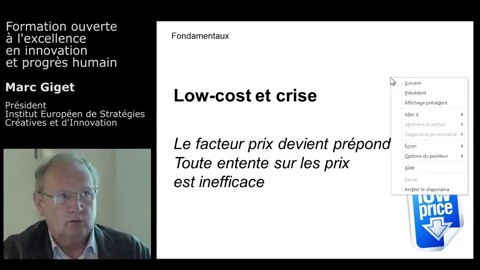 Formation ouverte
à l'excellence
en innovation
et progrès humain
Marc Giget
Président
Institut Européen de Stratégies
Créatives et d'Innovation
Fondamentaux
Low-cost et crise
Le facteur prix devient prépond
Toute entente sur les prix
est inefficace
Suivant
Précédent
Affichage précédent
Aller à
Atteindre la section
Diaporama personnalisé
Écran
Options du pointeur
Aide
Pause
Arrêter le diaporama
low
price